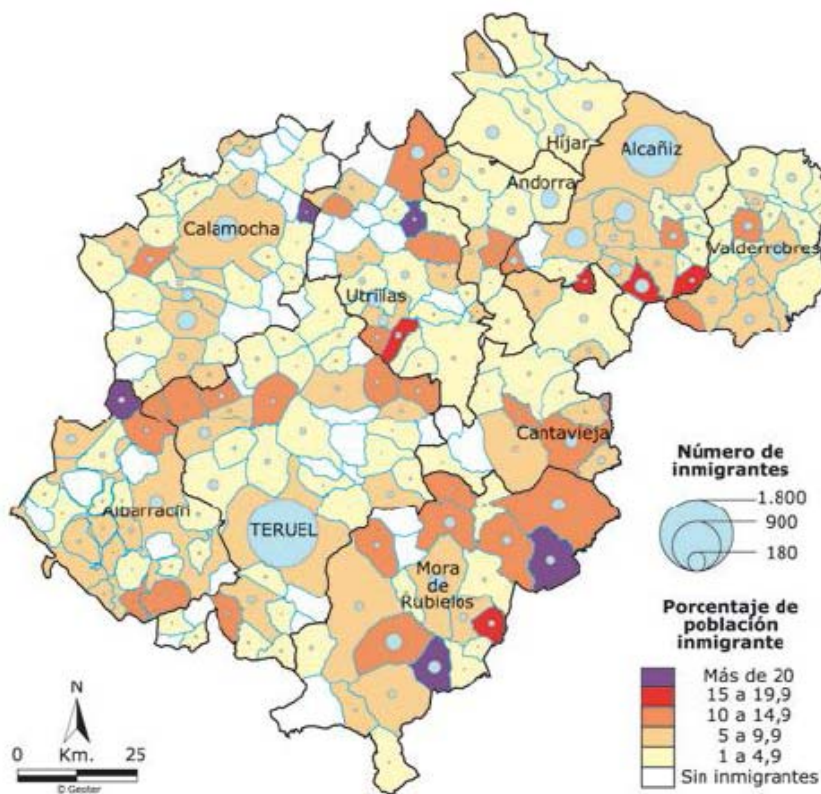 Híjar
Alcañiz
Andorra
Calamocha
Valderrobres
Utrillas
Cantavieja
Albarracín
TERUEL
Mora
de
Rubielos
Número de
inmigrantes
1.800
900
180
Porcentaje de
población
inmigrante
Más de 20
15 a 19,9
10 a 14,9
5 a 9,9
1 a 4,9
Sin inmigrantes
N
0 Km. 25
© Geoter